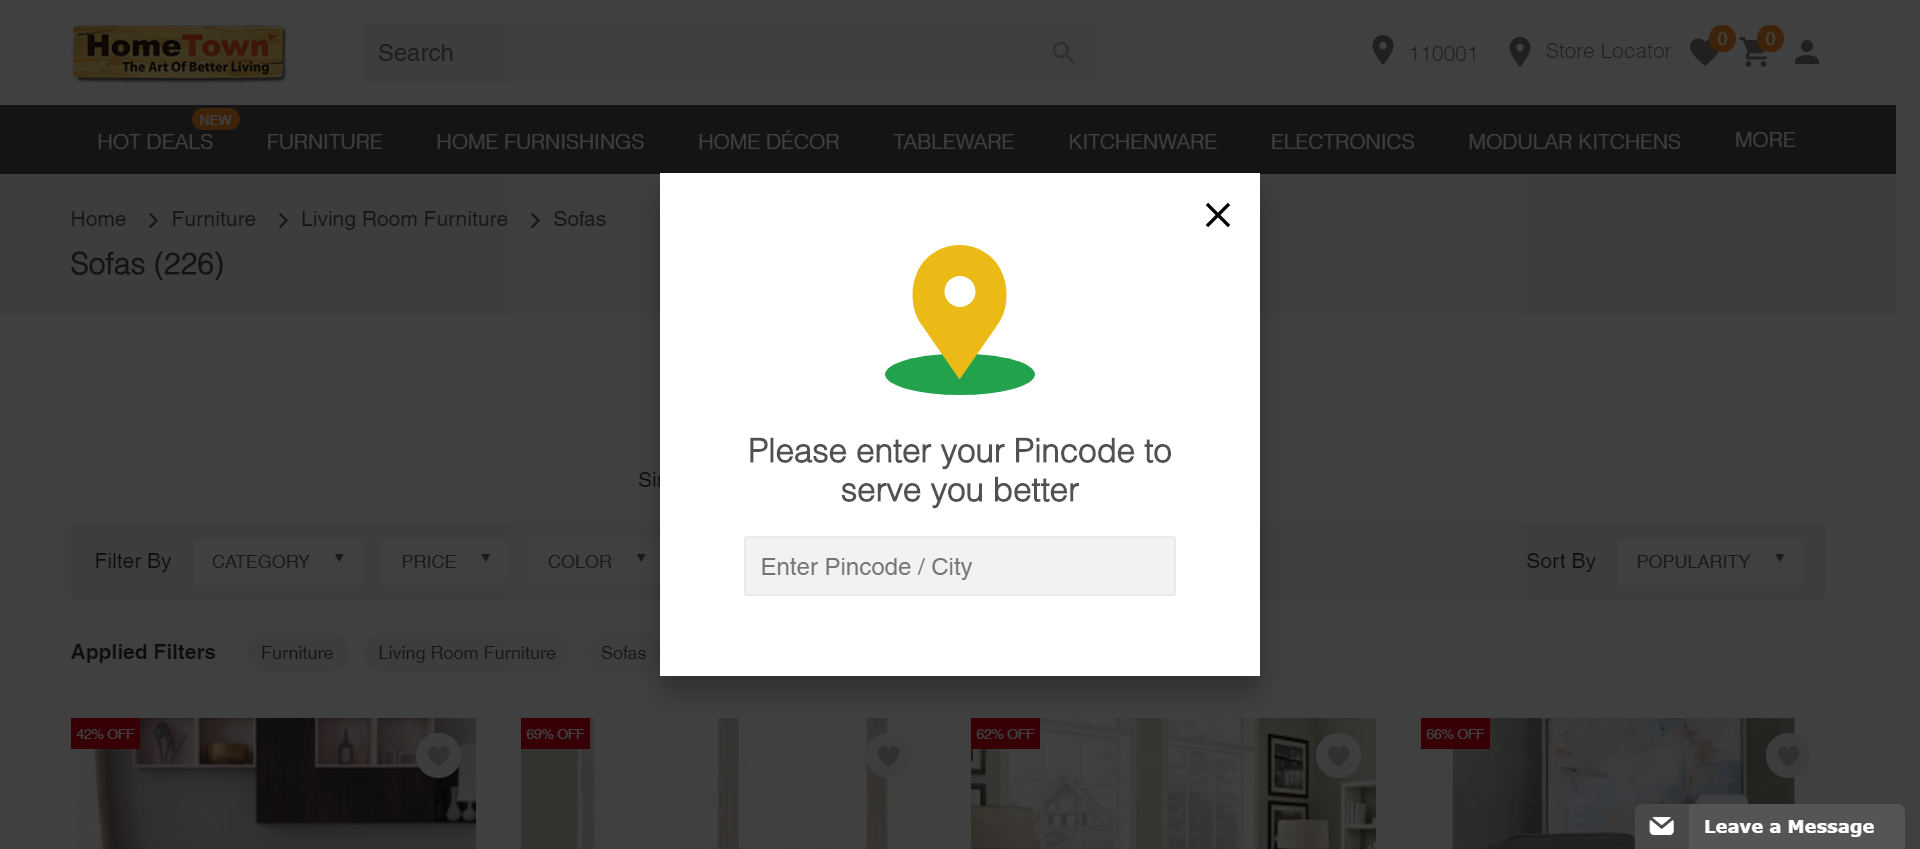 HomeTown
The Art Of Better Living
Search
110001
Store Locator
0
0
HOT DEALS
NEW
FURNITURE
HOME FURNISHINGS
HOME DÉCOR
TABLEWARE
KITCHENWARE
ELECTRONICS
MODULAR KITCHENS
MORE
Home
Furniture
Living Room Furniture
Sofas
Sofas (226)
Please enter your Pincode to
serve you better
Enter Pincode / City
Filter By
CATEGORY
PRICE
COLOR
Sort By
POPULARITY
Applied Filters
Furniture
Living Room Furniture
Sofas
42% OFF
69% OFF
62% OFF
66% OFF
Leave a Message